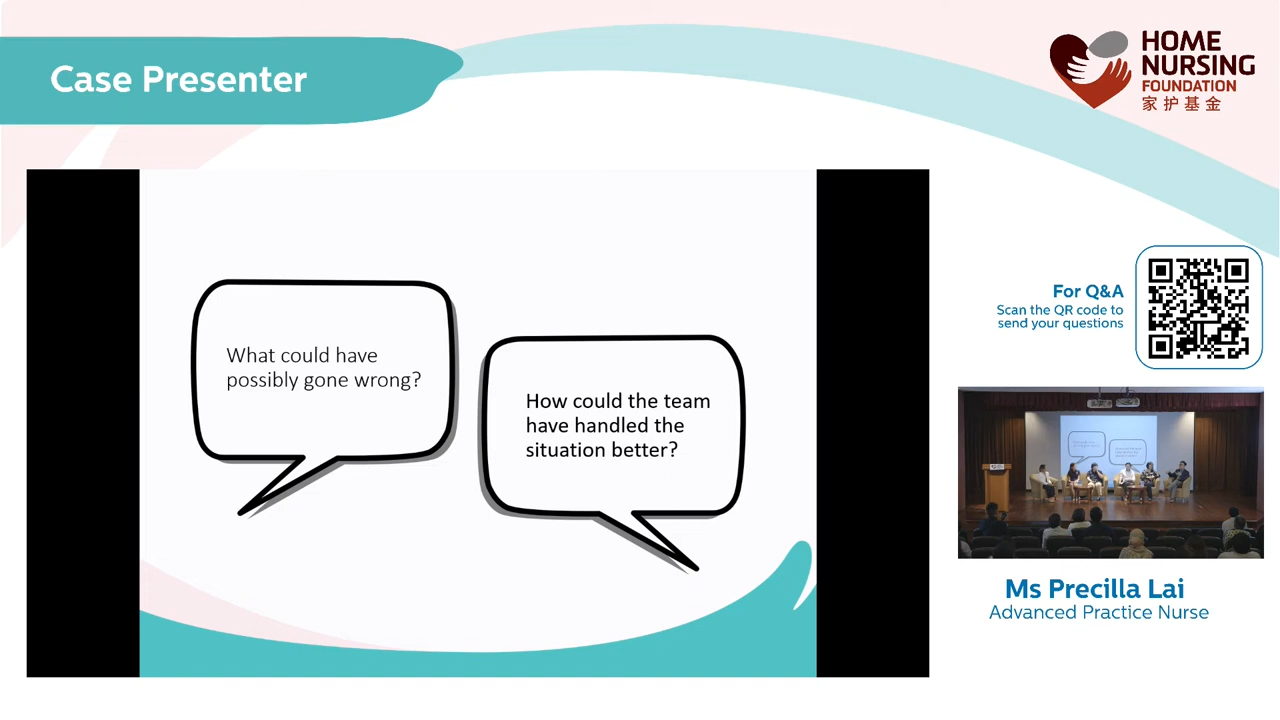 Case Presenter
HOME
NURSING
FOUNDATION
家护基金
What could have
possibly gone wrong?
How could the team
have handled the
situation better?
For Q&A
Scan the QR code to
send your questions
Ms Precilla Lai
Advanced Practice Nurse